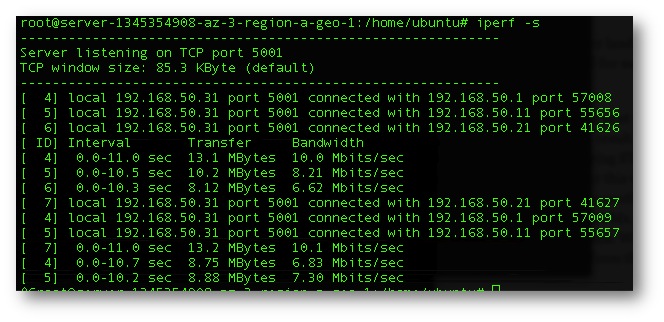 root@server-1345354908-az-3-region-a-geo-1:/home/ubuntu# iperf -s
------------------------------------------------------------
Server listening on TCP port 5001
TCP window size: 85.3 KByte (default)
------------------------------------------------------------
[  4] local 192.168.50.31 port 5001 connected with 192.168.50.1 port 57008
[  5] local 192.168.50.31 port 5001 connected with 192.168.50.11 port 55656
[  6] local 192.168.50.31 port 5001 connected with 192.168.50.21 port 41626
[ ID] Interval       Transfer     Bandwidth
[  4]  0.0-11.0 sec  13.1 MBytes  10.0 Mbits/sec
[  5]  0.0-10.5 sec  10.2 MBytes  8.21 Mbits/sec
[  6]  0.0-10.3 sec  8.12 MBytes  6.62 Mbits/sec
[  7] local 192.168.50.31 port 5001 connected with 192.168.50.21 port 41627
[  4] local 192.168.50.31 port 5001 connected with 192.168.50.1 port 57009
[  5] local 192.168.50.31 port 5001 connected with 192.168.50.11 port 55657
[  7]  0.0-11.0 sec  13.2 MBytes  10.1 Mbits/sec
[  4]  0.0-10.7 sec  8.75 MBytes  6.83 Mbits/sec
[  5]  0.0-10.2 sec  8.88 MBytes  7.30 Mbits/sec